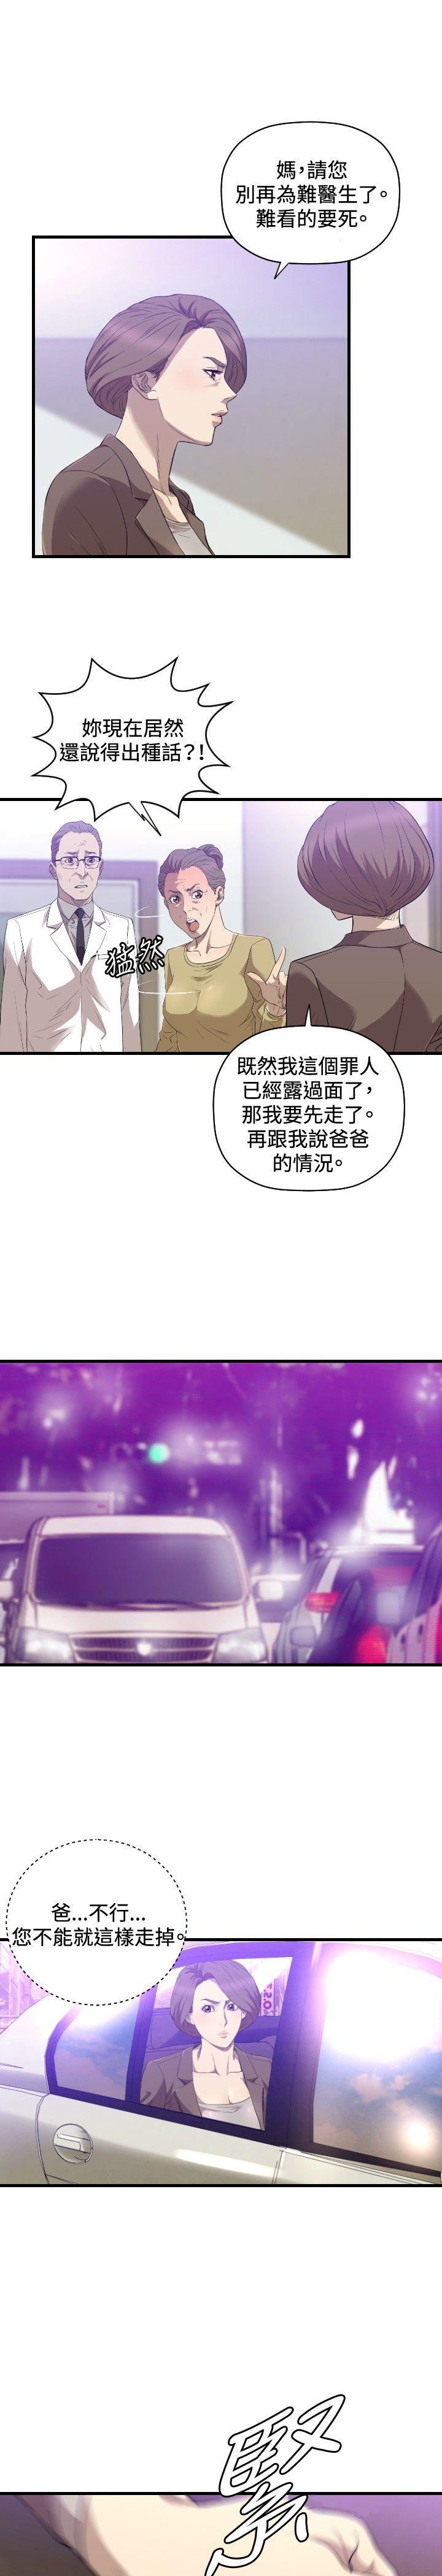 媽,請您
別再為難醫生了。
難看的要死。
妳現在居然
還說得出種話?!
猛然
既然我這個罪人
已經露過面了,
那我要先走了。
再跟我說爸爸
的情況。
爸...不行...
您不能就這樣走掉。
緊